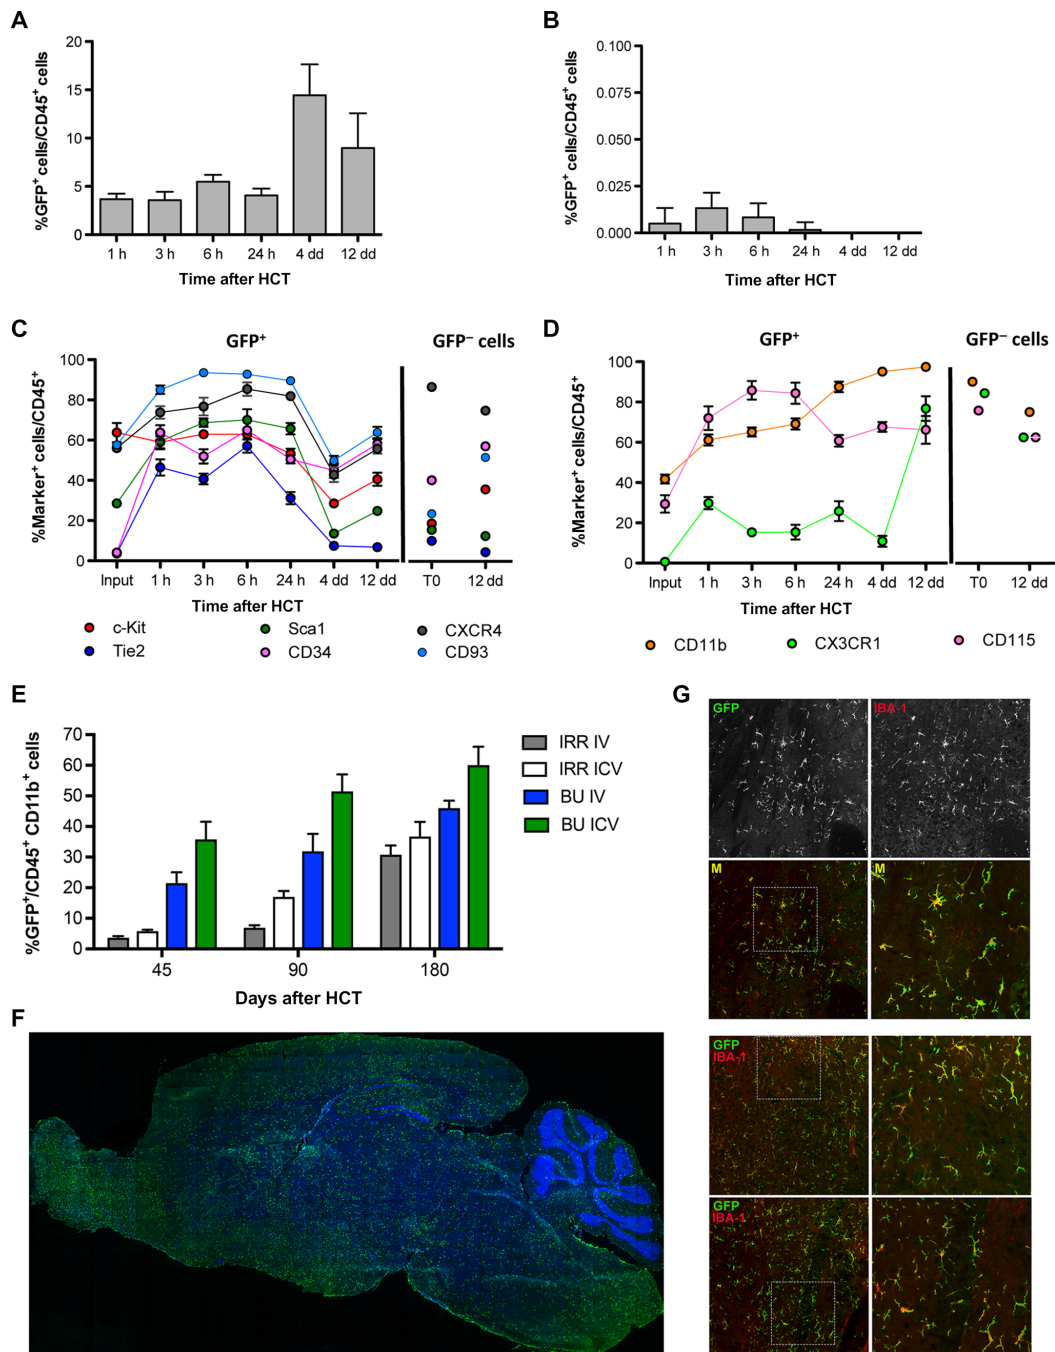 A
%GFP+ cells/CD45+ cells
20
15
10
5
0
1 h 3 h 6 h 24 h 4 dd 12 dd
Time after HCT
B
%GFP+ cells/CD45+ cells
0.100
0.075
0.050
0.025
0.000
1 h 3 h 6 h 24 h 4 dd 12 dd
Time after HCT
C
GFP+
GFP– cells
%Marker+ cells/CD45+
100
80
60
40
20
0
Input 1 h 3 h 6 h 24 h 4 dd 12 dd T0 12 dd
Time after HCT
c-Kit Sca1 CXCR4
Tie2 CD34 CD93
D
GFP+
GFP– cells
%Marker+ cells/CD45+
100
80
60
40
20
0
Input 1 h 3 h 6 h 24 h 4 dd 12 dd T0 12 dd
Time after HCT
CD11b CX3CR1 CD115
E
%GFP+/CD45+ CD11b+ cells
70
60
50
40
30
20
10
0
45 90 180
Days after HCT
IRR IV
IRR ICV
BU IV
BU ICV
F
G
GFP IBA-1
M M
GFP
IBA-1
GFP
IBA-1